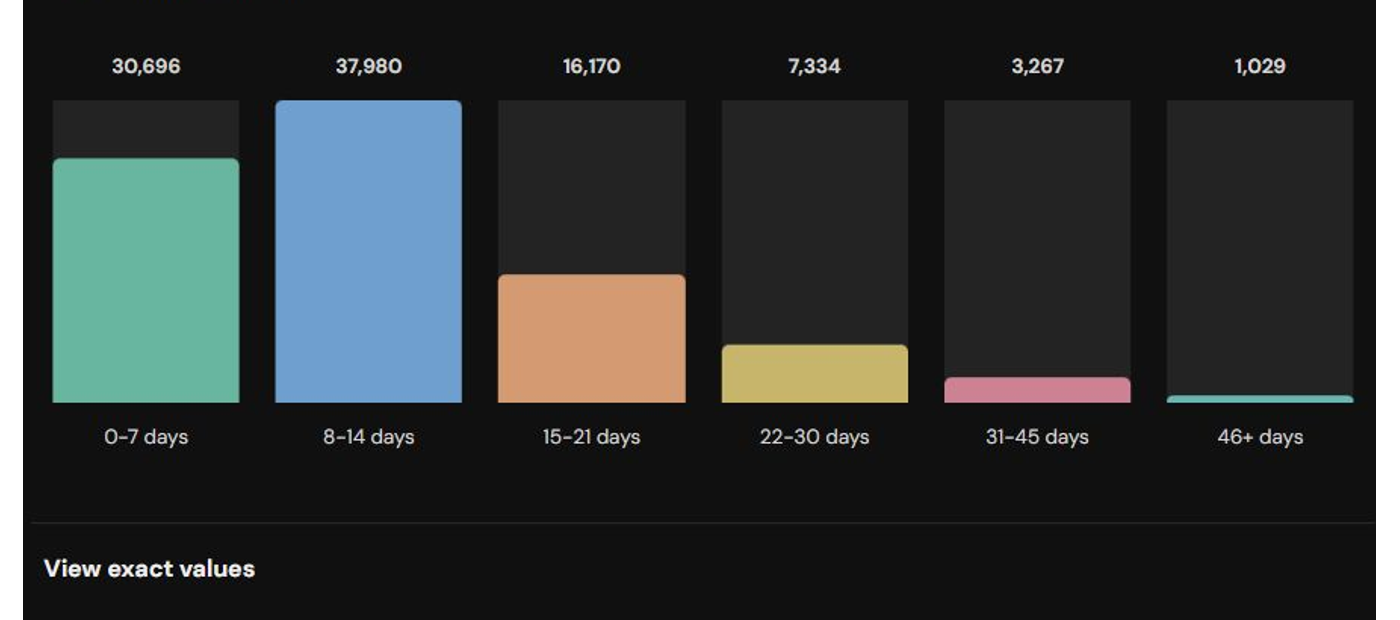 30,696 37,980 16,170 7,334 3,267 1,029
0-7 days 8-14 days 15-21 days 22-30 days 31-45 days 46+ days
View exact values